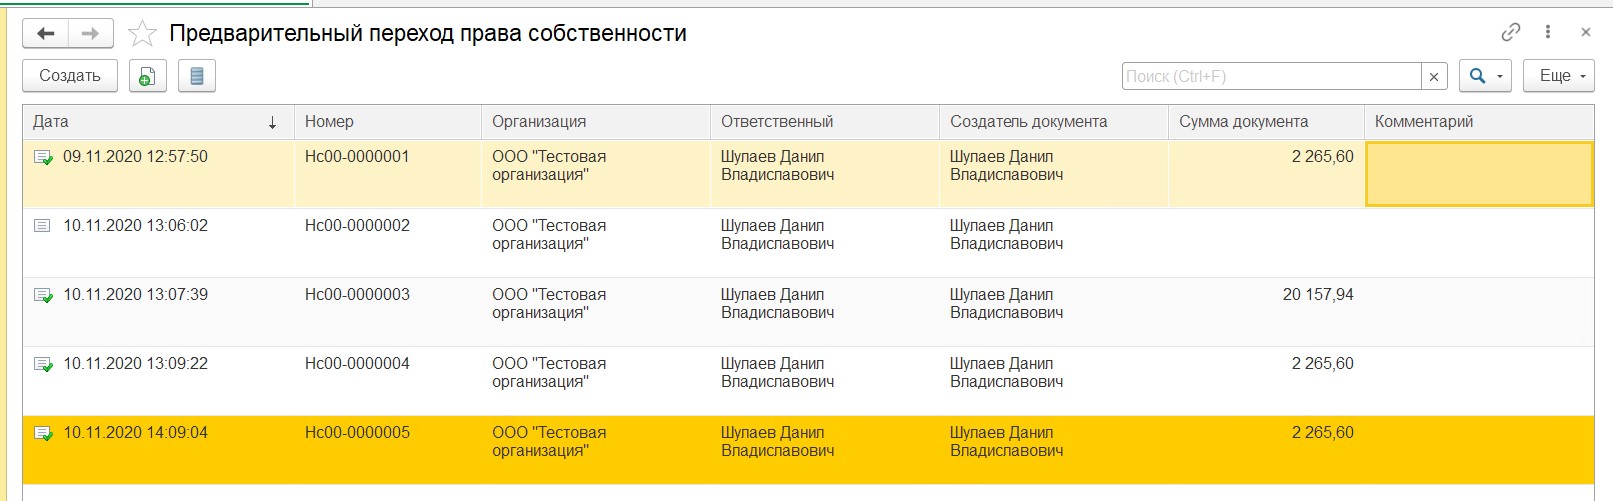 Предварительный переход права собственности
Создать
Поиск (Ctrl+F)
Еще
Дата Номер Организация Ответственный Создатель документа Сумма документа Комментарий
09.11.2020 12:57:50 Нс00-0000001 ООО "Тестовая Шулаев Данил Шулаев Данил 2 265,60
организация" Владиславович Владиславович
10.11.2020 13:06:02 Нс00-0000002 ООО "Тестовая Шулаев Данил Шулаев Данил
организация" Владиславович Владиславович
10.11.2020 13:07:39 Нс00-0000003 ООО "Тестовая Шулаев Данил Шулаев Данил 20 157,94
организация" Владиславович Владиславович
10.11.2020 13:09:22 Нс00-0000004 ООО "Тестовая Шулаев Данил Шулаев Данил 2 265,60
организация" Владиславович Владиславович
10.11.2020 14:09:04 Нс00-0000005 ООО "Тестовая Шулаев Данил Шулаев Данил 2 265,60
организация" Владиславович Владиславович